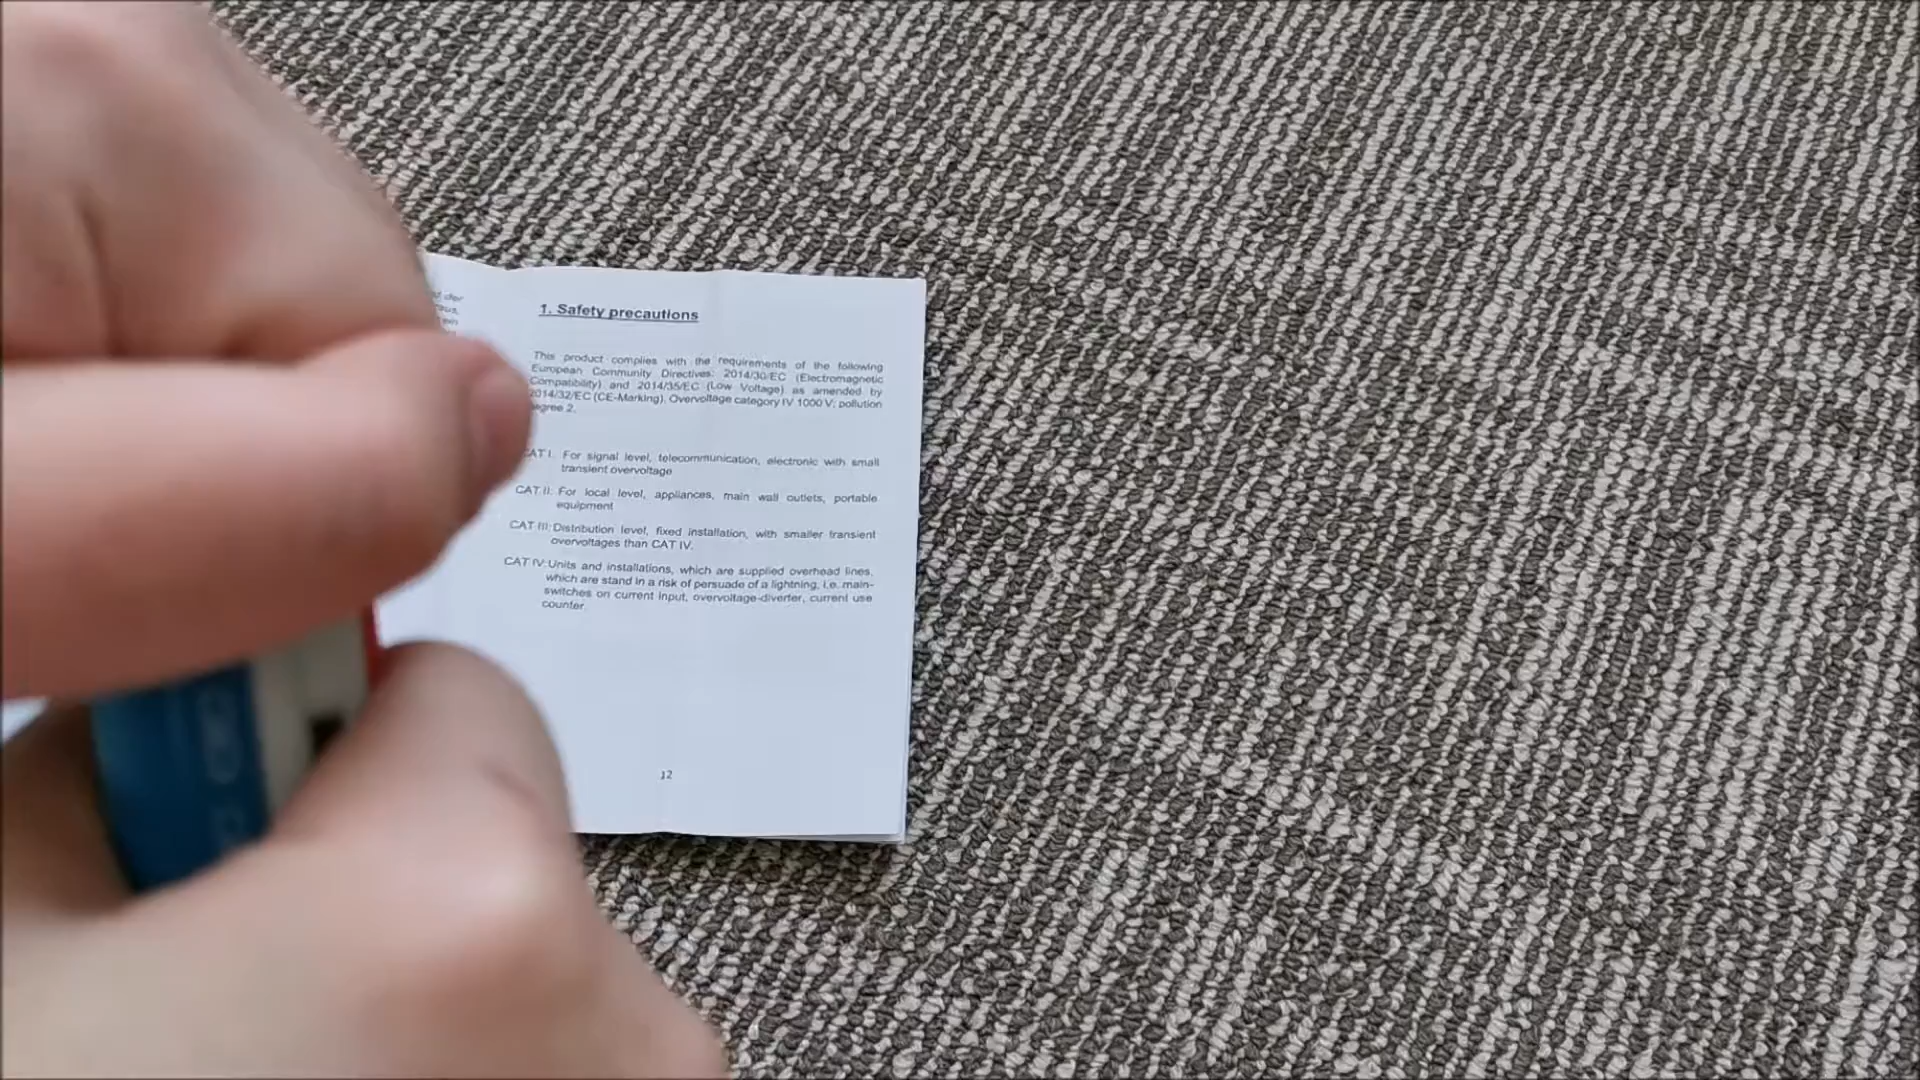 1. Safety precautions
This product complies with the requirements of the following
European Community Directives: 2014/30/EC (Electromagnetic
Compatibility) and 2014/35/EC (Low Voltage) as amended by
2014/32/EC (CE-Marking). Overvoltage category IV 1000 V; pollution
egree 2.
CAT I: For signal level, telecommunication, electronic with small
transient overvoltage
CAT II: For local level, appliances, main wall outlets, portable
equipment
CAT III: Distribution level, fixed installation, with smaller transient
overvoltages than CAT IV.
CAT IV: Units and installations, which are supplied overhead lines,
which are stand in a risk of persuade of a lightning, i.e. main-
switches on current input, overvoltage-diverter, current use
counter.
12